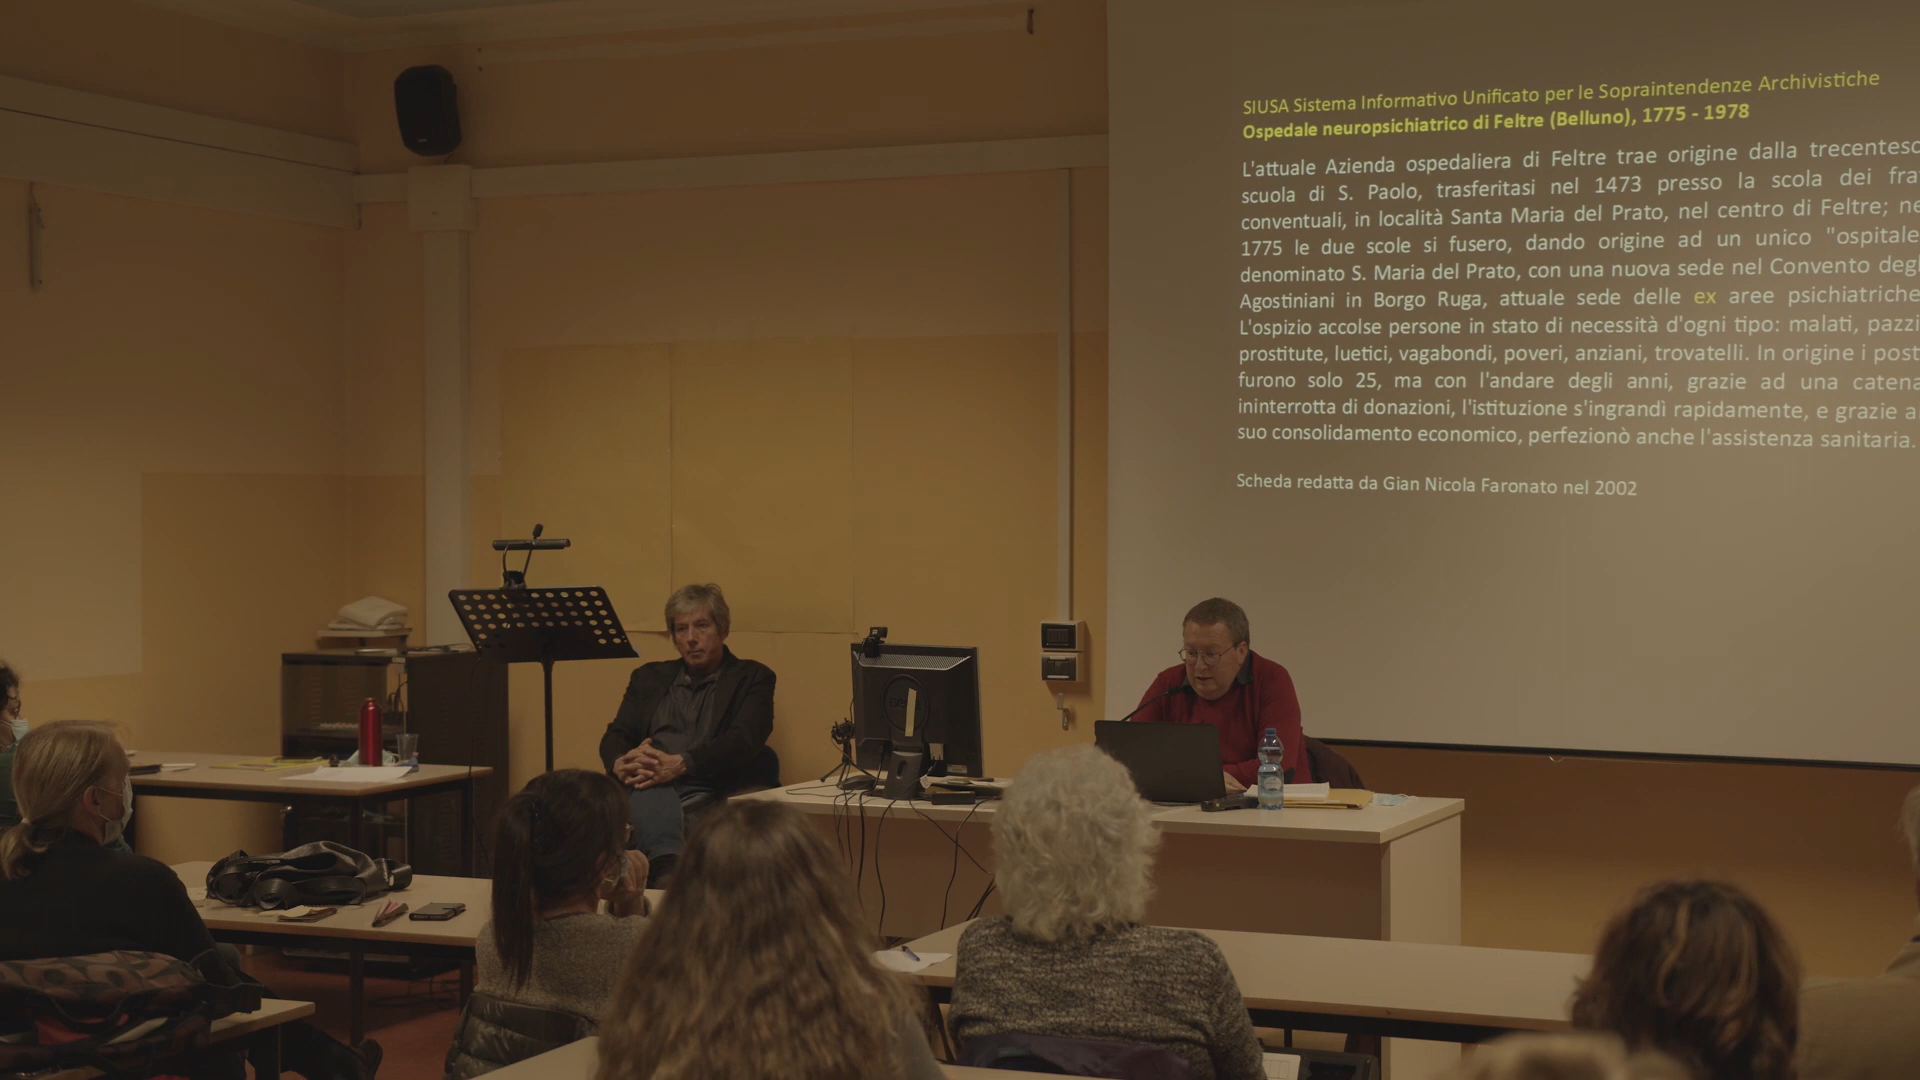 SIUSA Sistema Informativo Unificato per le Sopraintendenze Archivistiche
Ospedale neuropsichiatrico di Feltre (Belluno), 1775 - 1978
L'attuale Azienda ospedaliera di Feltre trae origine dalla trecentesc
scuola di S. Paolo, trasferitasi nel 1473 presso la scola dei fra
conventuali, in località Santa Maria del Prato, nel centro di Feltre; ne
1775 le due scole si fusero, dando origine ad un unico "ospitale
denominato S. Maria del Prato, con una nuova sede nel Convento degl
Agostiniani in Borgo Ruga, attuale sede delle ex aree psichiatriche
L'ospizio accolse persone in stato di necessità d'ogni tipo: malati, pazzi
prostitute, luetici, vagabondi, poveri, anziani, trovatelli. In origine i post
furono solo 25, ma con l'andare degli anni, grazie ad una catena
ininterrotta di donazioni, l'istituzione s'ingrandì rapidamente, e grazie a
suo consolidamento economico, perfezionò anche l'assistenza sanitaria.
Scheda redatta da Gian Nicola Faronato nel 2002